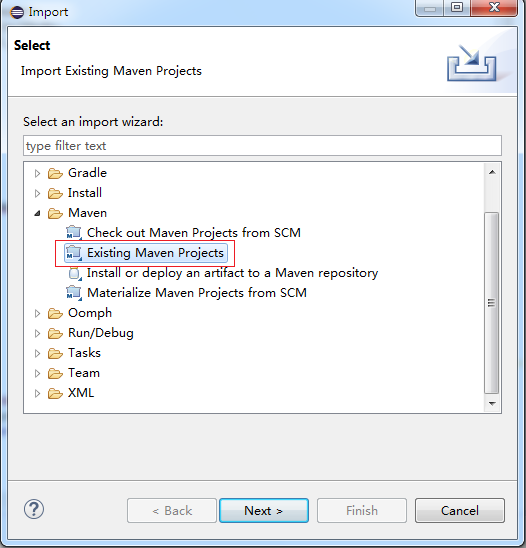 Import
Select
Import Existing Maven Projects
Select an import wizard:
type filter text
Gradle
Install
Maven
Check out Maven Projects from SCM
Existing Maven Projects
Install or deploy an artifact to a Maven repository
Materialize Maven Projects from SCM
Oomph
Run/Debug
Tasks
Team
XML
? < Back Next > Finish Cancel